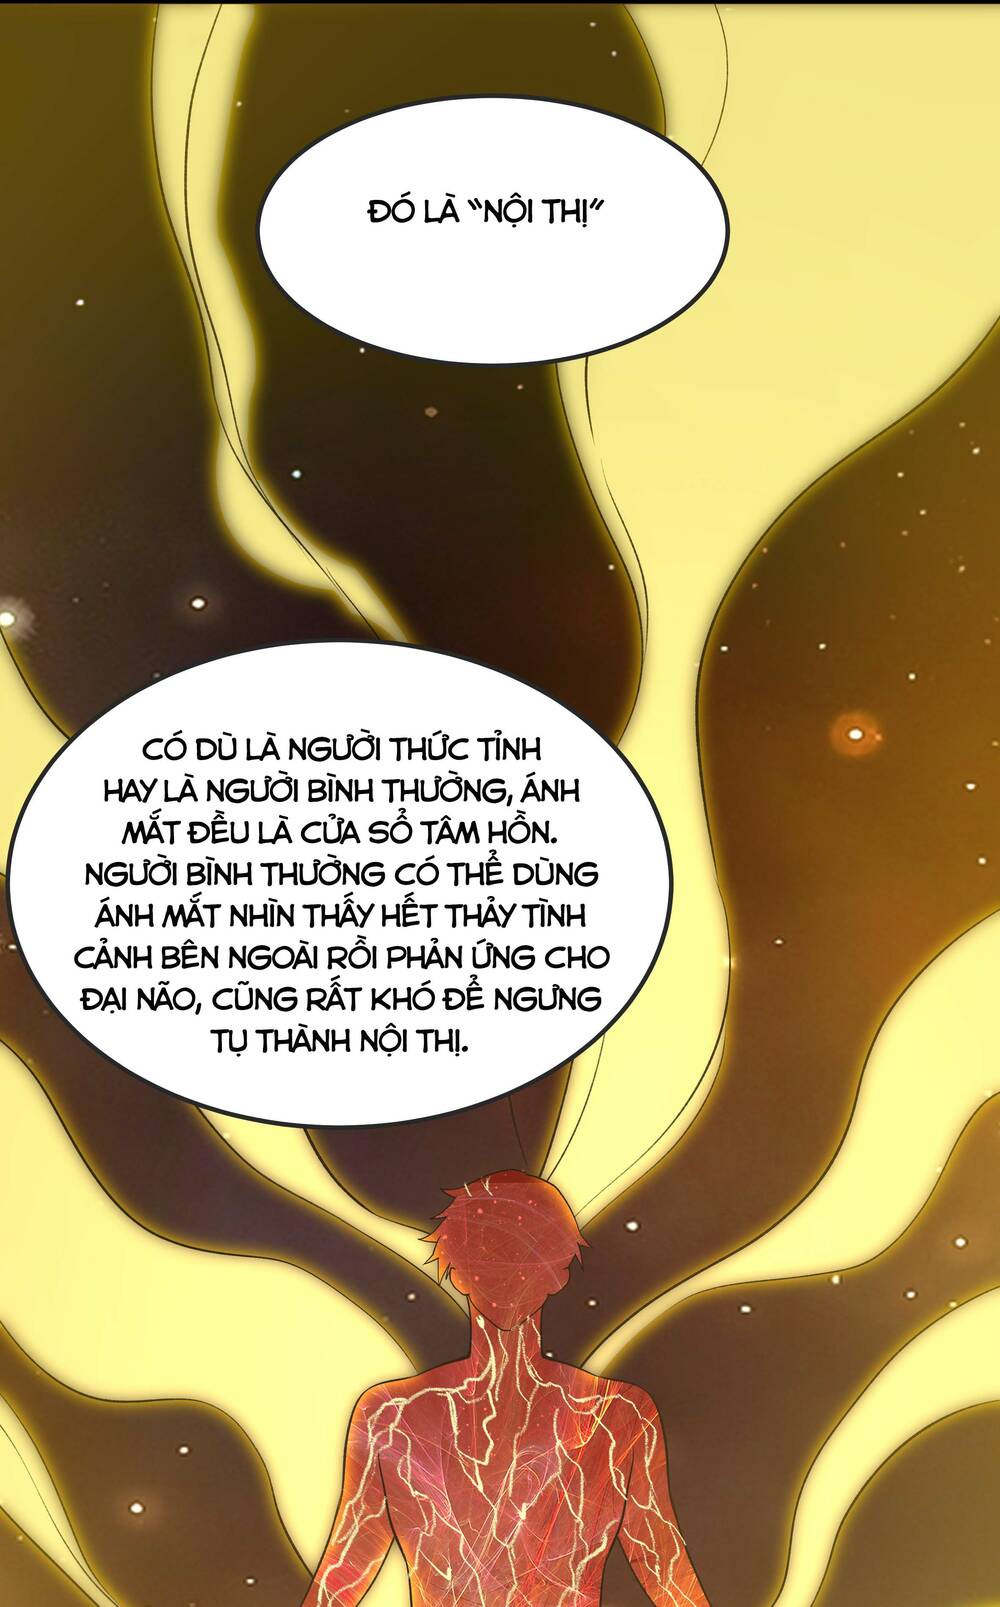 ĐÓ LÀ “NỘI THỊ”
CÓ DÙ LÀ NGƯỜI THỨC TỈNH
HAY LÀ NGƯỜI BÌNH THƯỜNG, ÁNH
MẮT ĐỀU LÀ CỬA SỔ TÂM HỒN.
NGƯỜI BÌNH THƯỜNG CÓ THỂ DÙNG
ÁNH MẮT NHÌN THẤY HẾT THẢY TÌNH
CẢNH BÊN NGOÀI RỒI PHẢN ỨNG CHO
ĐẠI NÃO, CŨNG RẤT KHÓ ĐỂ NGƯNG
TỤ THÀNH NỘI THỊ.